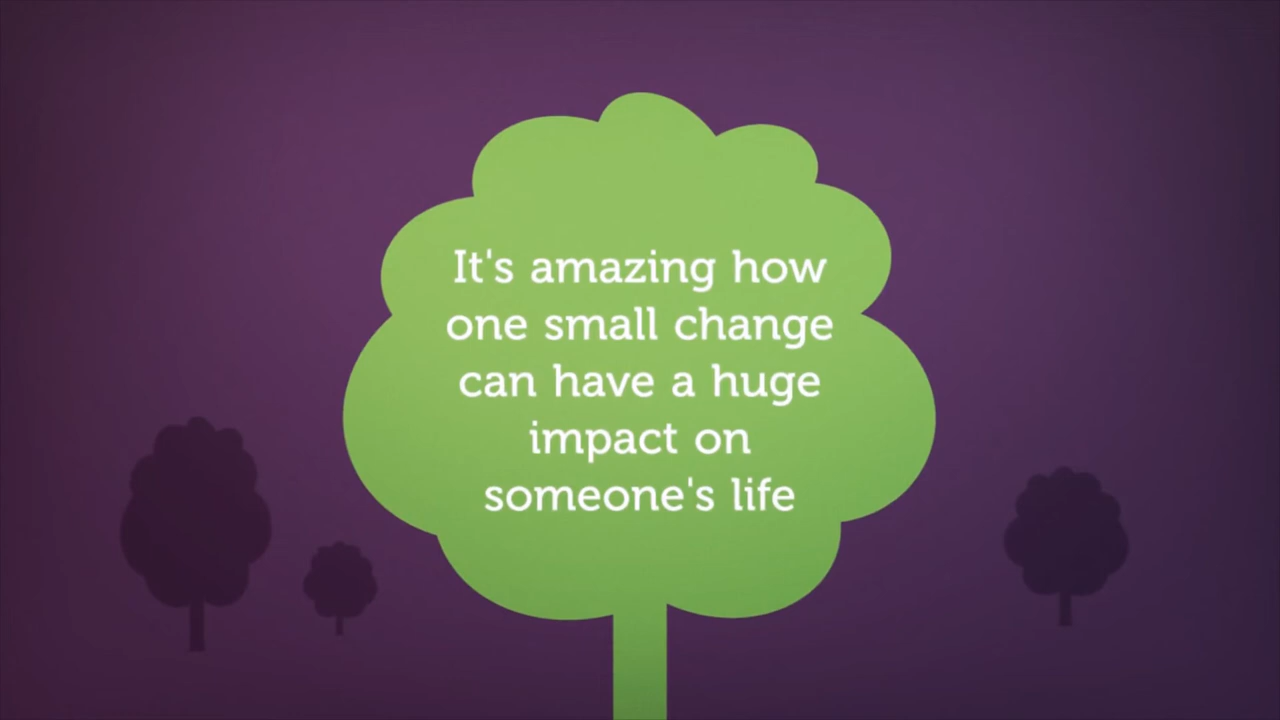 It's amazing how
one small change
can have a huge
impact on
someone's life